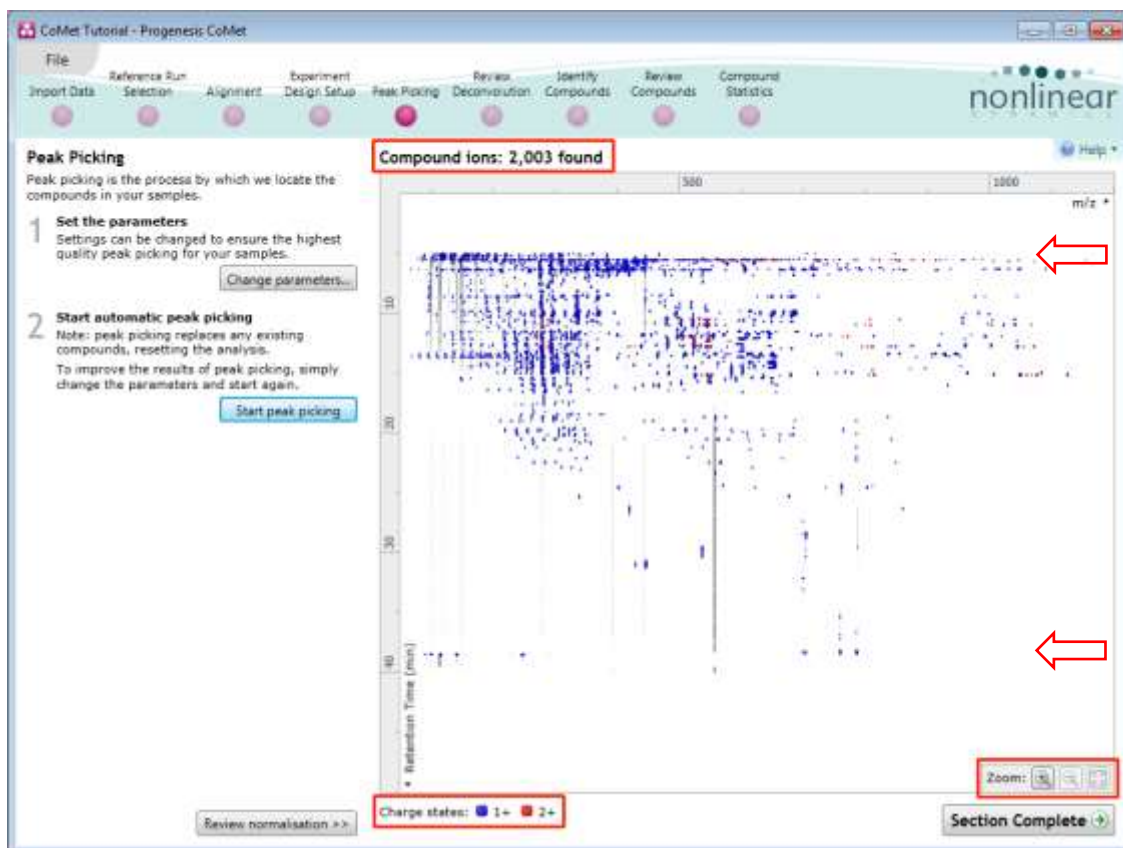 CoMet Tutorial - Progenesis CoMet
File
Import Data
Reference Run
Selection
Alignment
Experiment
Design Setup
Peak Picking
Review
Deconvolution
Identify
Compounds
Review
Compounds
Compound
Statistics
nonlinear
DYNAMICS
Peak Picking
Peak picking is the process by which we locate the
compounds in your samples.
1 Set the parameters
Settings can be changed to ensure the highest
quality peak picking for your samples.
Change parameters...
2 Start automatic peak picking
Note: peak picking replaces any existing
compounds, resetting the analysis.
To improve the results of peak picking, simply
change the parameters and start again.
Start peak picking
Review normalisation >>
Compound ions: 2,003 found
Help
500
1000
m/z
10
20
30
40
Retention Time (min)
Zoom:
Charge states: 1+ 2+
Section Complete